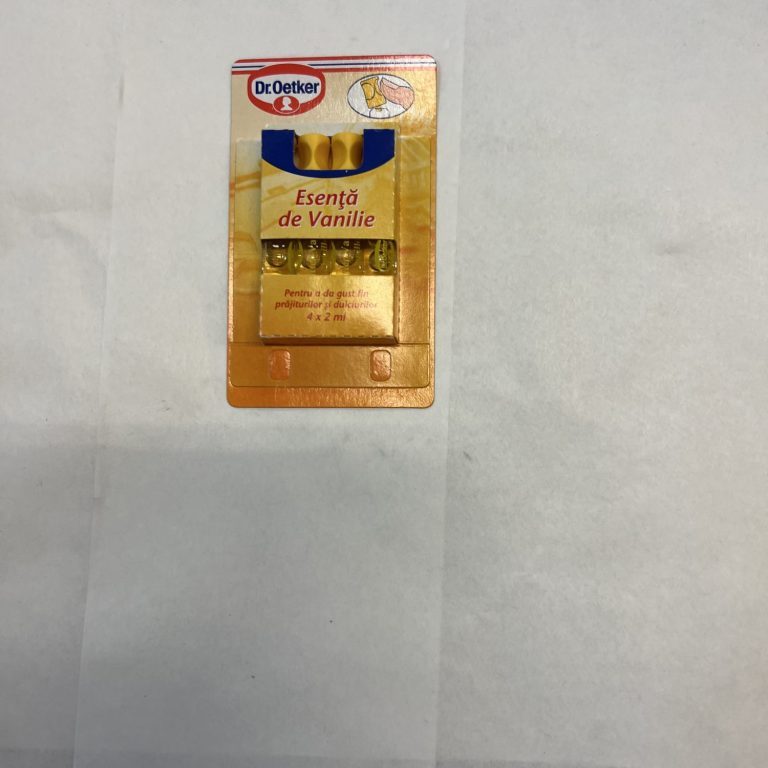 Dr.Oetker
Esenţă
de Vanilie
Pentru a da gust fin
prăjiturilor şi dulciurilor
4 x 2 ml